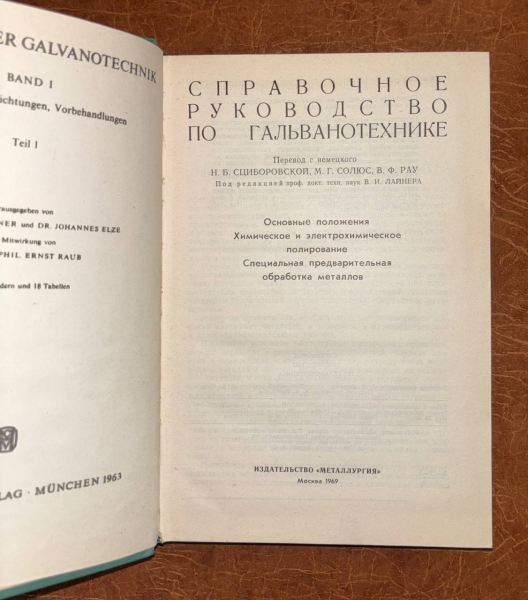 ER GALVANOTECHNIK
BAND I
ichtungen, Vorbehandlungen
Teil 1
rausgegeben von
NER und DR. JOHANNES ELZE
Mitwirkung von
PHIL ERNST RAUB
dern und 18 Tabellen
LAG · MÜNCHEN 1963
СПРАВОЧНОЕ
РУКОВОДСТВО
ПО ГАЛЬВАНОТЕХНИКЕ
Перевод с немецкого
Н. Б. СЦИБОРОВСКОЙ, М. Г. СОЛЮС, В. Ф. РАУ
Под редакцией проф. докт. техн. наук В. И. ЛАЙНЕРА
Основные положения
Химическое и электрохимическое
полирование
Специальная предварительная
обработка металлов
ИЗДАТЕЛЬСТВО «МЕТАЛЛУРГИЯ»
Москва 1969